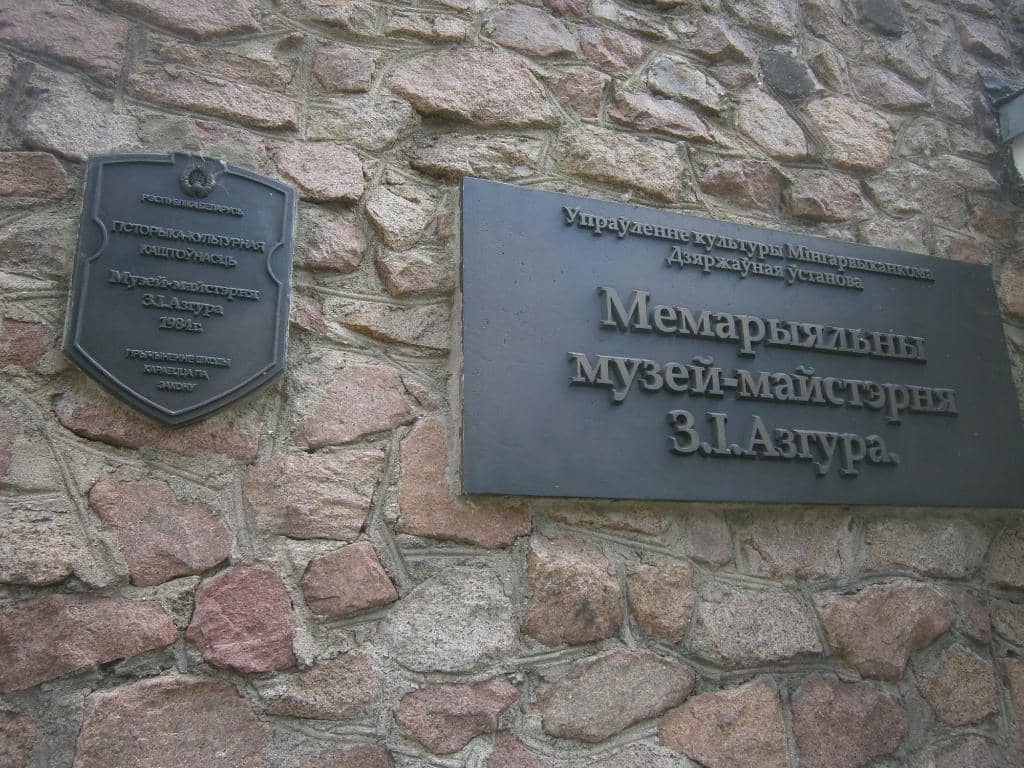 РЭСПУБЛІКА БЕЛАРУСЬ
ГІСТОРЫКА-КУЛЬТУРНАЯ
КАШТОЎНАСЦЬ
Музей-майстэрня
З.І.Азгура
1984г.
ПРЫЧЫНЕННЕ ШКОДЫ
КАРАЕЦЦА ПА
ЗАКОНУ
Упраўленне культуры Мінгарвыканкома
Дзяржаўная ўстанова
Мемарыяльны
музей-майстэрня
З.І.Азгура.